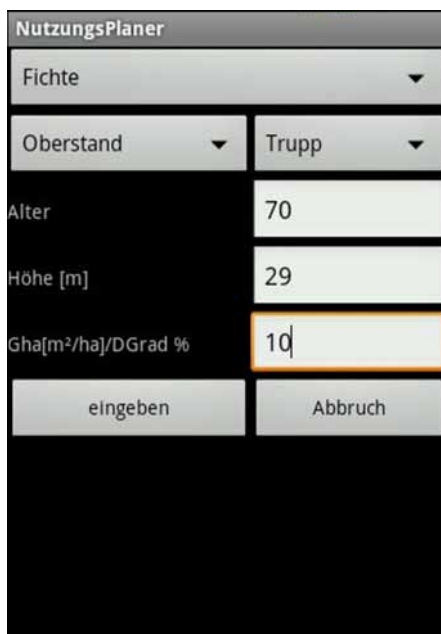 NutzungsPlaner
Fichte
Oberstand Trupp
Alter 70
Höhe [m] 29
Gha[m²/ha]/DGrad % 10
eingeben Abbruch